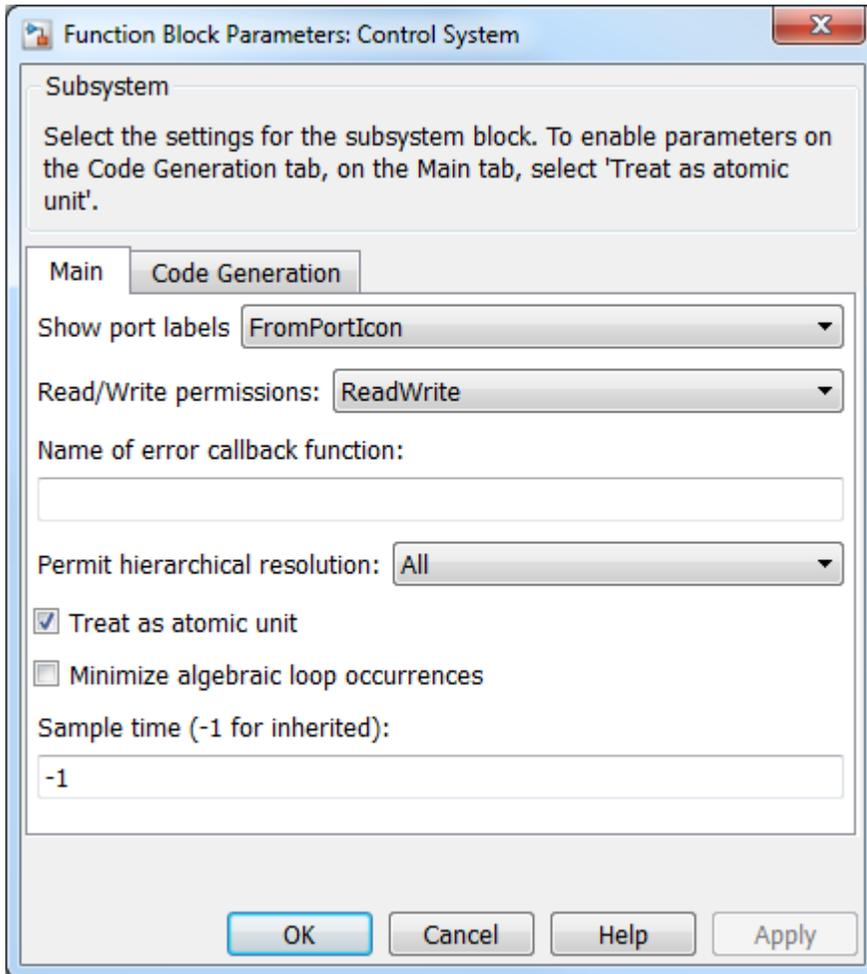 Function Block Parameters: Control System
Subsystem
Select the settings for the subsystem block. To enable parameters on
the Code Generation tab, on the Main tab, select 'Treat as atomic
unit'.
Main Code Generation
Show port labels FromPortIcon
Read/Write permissions: ReadWrite
Name of error callback function:
Permit hierarchical resolution: All
Treat as atomic unit
Minimize algebraic loop occurrences
Sample time (-1 for inherited):
-1
OK Cancel Help Apply